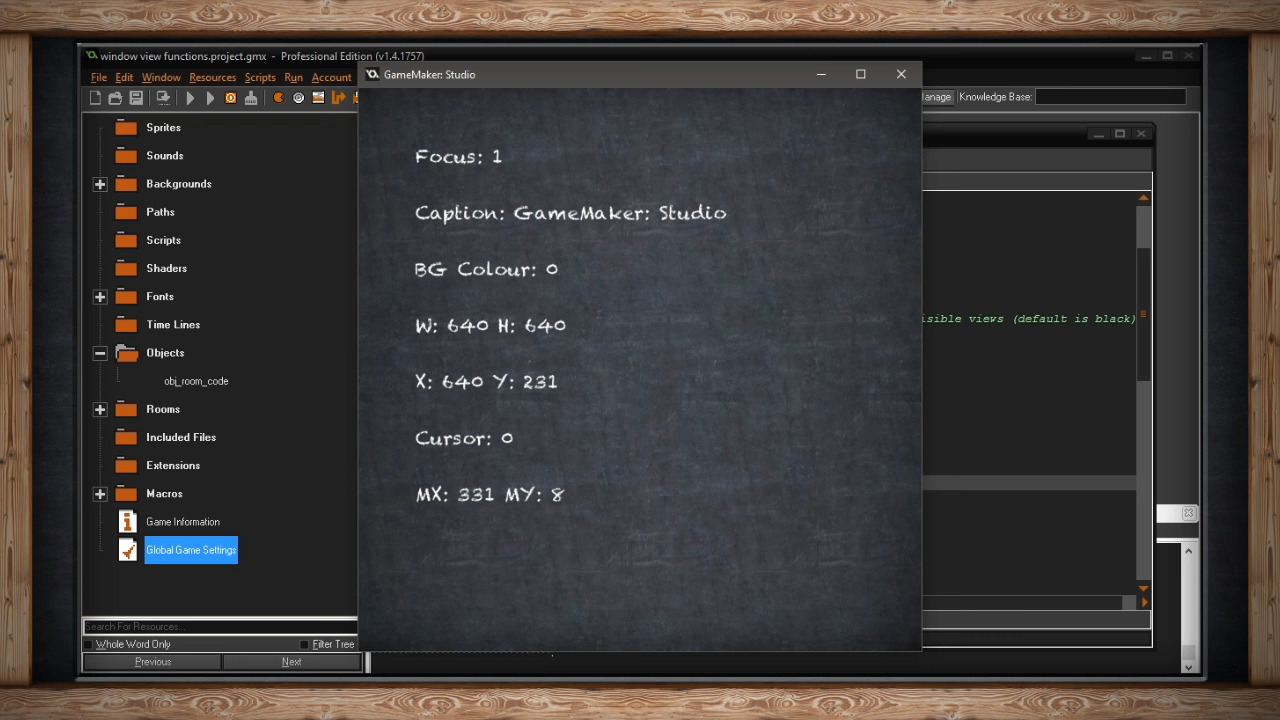 window view functions.project.gmx - Professional Edition (v1.4.1757)
File Edit Window Resources Scripts Run Account
GameMaker: Studio
Knowledge Base:
Sprites
Sounds
Backgrounds
Paths
Scripts
Shaders
Fonts
Time Lines
Objects
obj_room_code
Rooms
Included Files
Extensions
Macros
Game Information
Global Game Settings
Search For Resources...
Whole Word Only Filter Tree
Previous Next
Focus: 1
Caption: GameMaker: Studio
BG Colour: 0
W: 640 H: 640
X: 640 Y: 231
Cursor: 0
MX: 331 MY: 8
views (default is black)